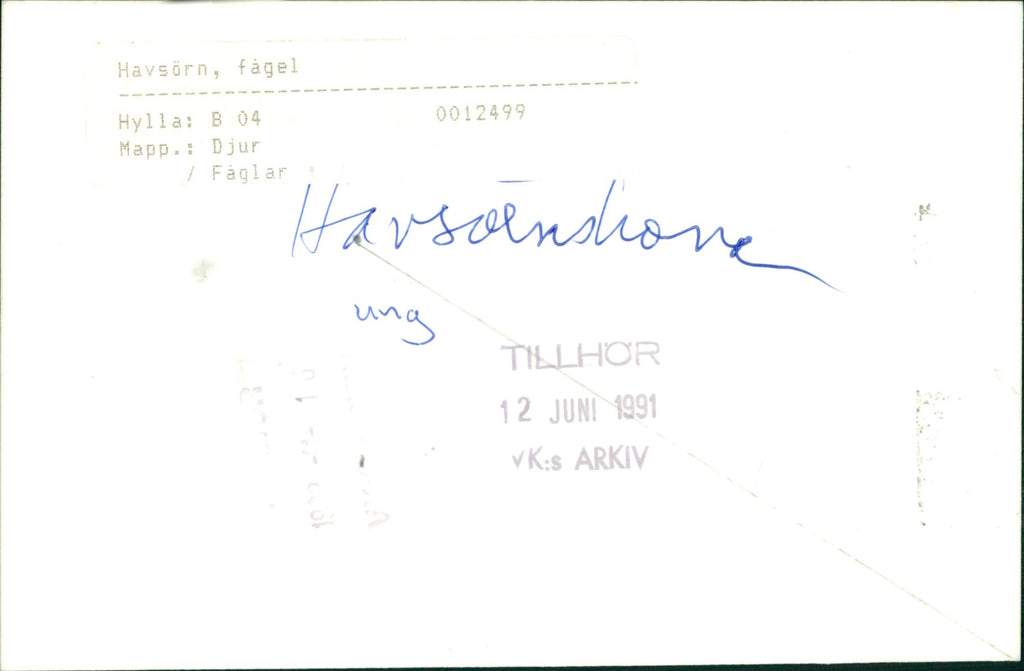 Havsörn, fågel
Hylla: B 04 0012499
Mapp.: Djur
/ Fåglar
Havsörnshona
ung
TILLHÖR
12 JUNI 1991
VK:s ARKIV